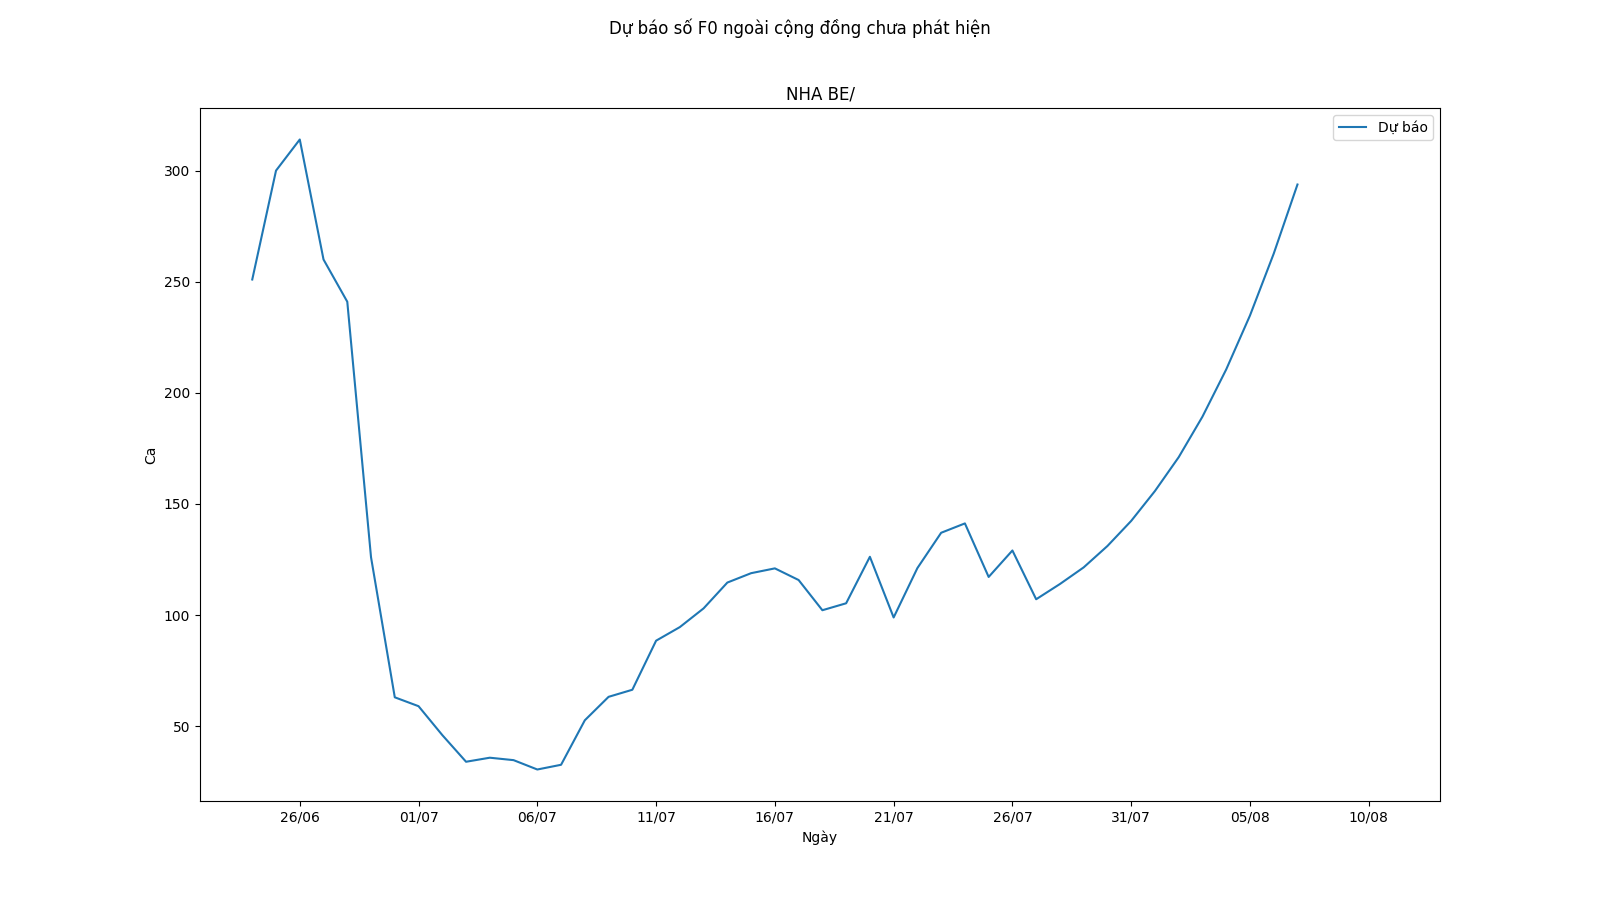 Dự báo số F0 ngoài cộng đồng chưa phát hiện
NHA BE/
Dự báo
300
250
200
150
100
50
Ca
26/06 01/07 06/07 11/07 16/07 21/07 26/07 31/07 05/08 10/08
Ngày